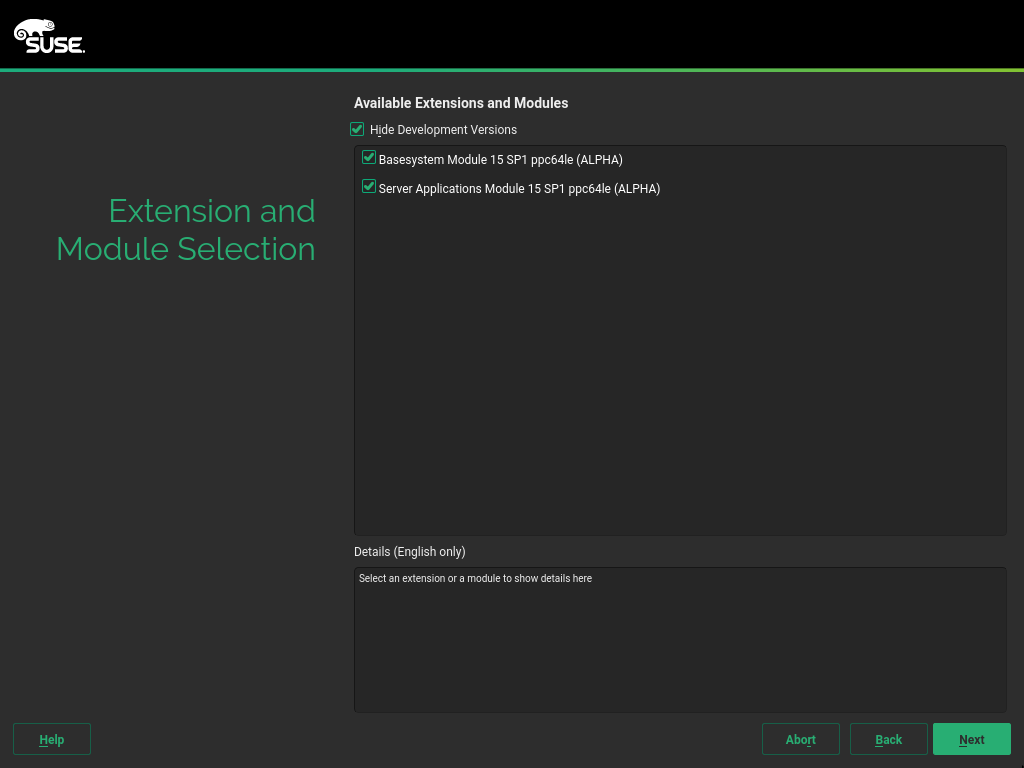 SUSE.
Extension and
Module Selection
Available Extensions and Modules
Hide Development Versions
Basesystem Module 15 SP1 ppc64le (ALPHA)
Server Applications Module 15 SP1 ppc64le (ALPHA)
Details (English only)
Select an extension or a module to show details here
Help
Abort
Back
Next